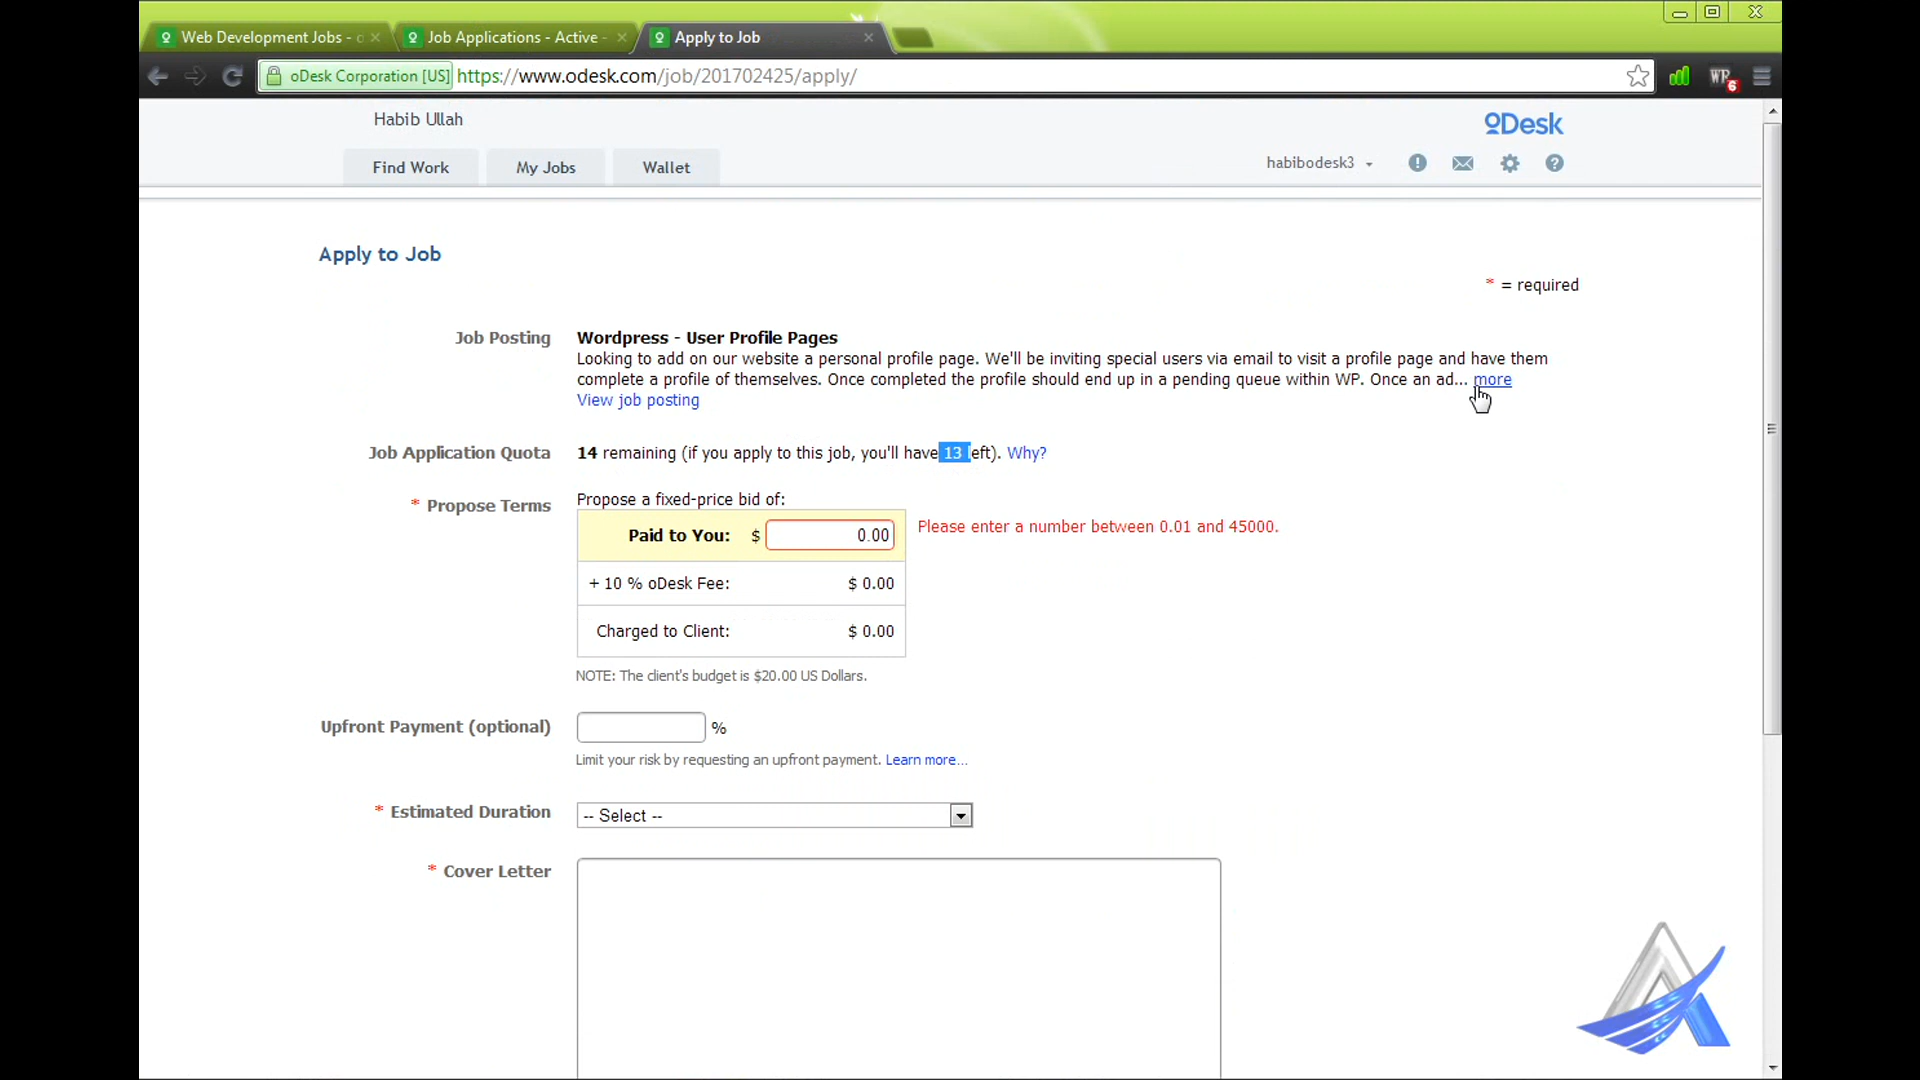 Web Development Jobs - o
Job Applications - Active -
Apply to Job
oDesk Corporation [US] https://www.odesk.com/job/201702425/apply/
WP 6
Habib Ullah
oDesk
Find Work
My Jobs
Wallet
habibodesk3
Apply to Job
* = required
Job Posting
Wordpress - User Profile Pages
Looking to add on our website a personal profile page. We'll be inviting special users via email to visit a profile page and have them
complete a profile of themselves. Once completed the profile should end up in a pending queue within WP. Once an ad... more
View job posting
Job Application Quota
14 remaining (if you apply to this job, you'll have 13 left). Why?
* Propose Terms
Propose a fixed-price bid of:
Paid to You: $ 0.00
Please enter a number between 0.01 and 45000.
+ 10 % oDesk Fee: $ 0.00
Charged to Client: $ 0.00
NOTE: The client's budget is $20.00 US Dollars.
Upfront Payment (optional)
%
Limit your risk by requesting an upfront payment. Learn more...
* Estimated Duration
-- Select --
* Cover Letter